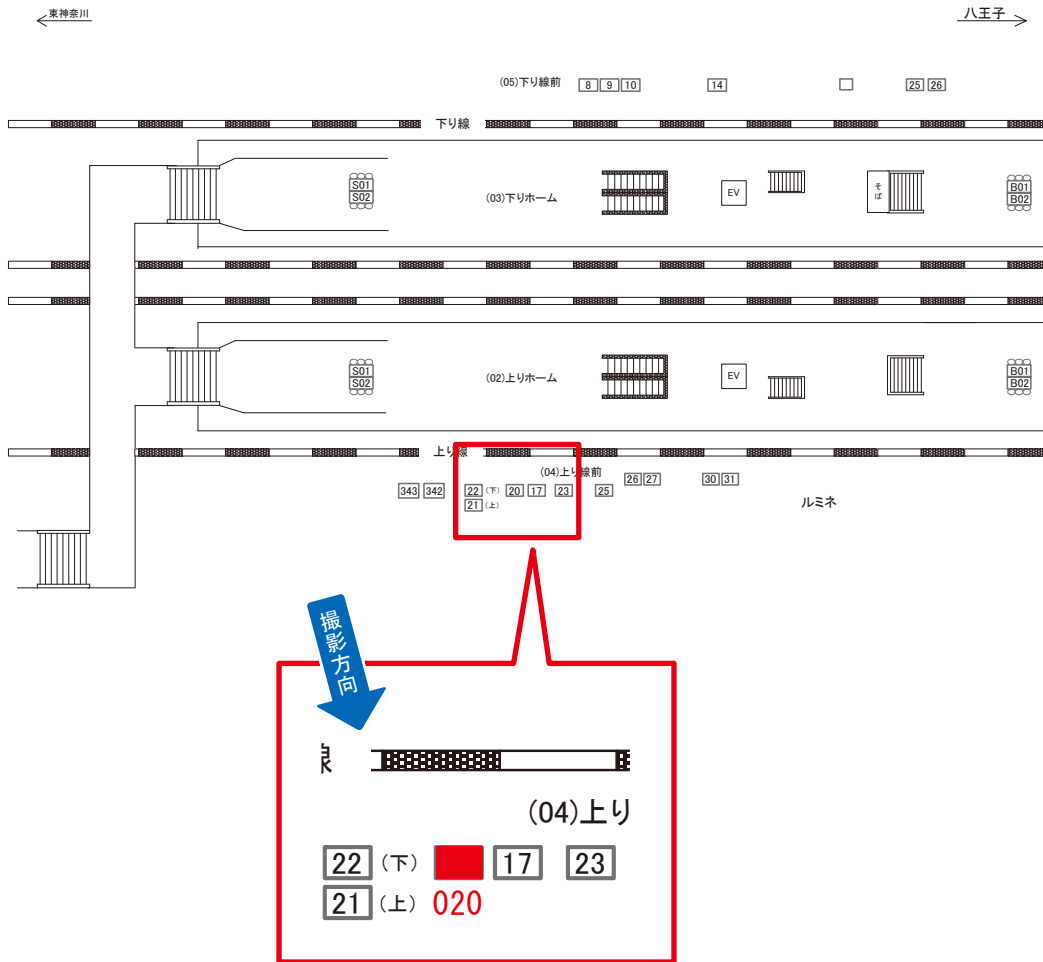 東神奈川
八王子
(05)下り線前
8 9 10
14
25 26
下り線
S01
S02
(03)下りホーム
EV
そば
B01
B02
S01
S02
(02)上りホーム
EV
B01
B02
上り線
(04)上り線前
343 342
22 (下) 20 17 23
21 (上)
25
26 27
30 31
ルミネ
撮影方向
線
(04)上り
22 (下) 17 23
21 (上) 020